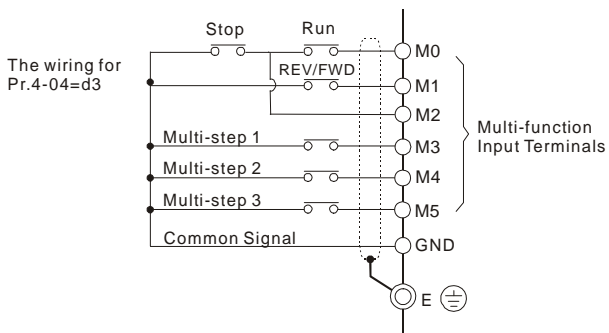 Stop
Run
M0
The wiring for
Pr.4-04=d3
REV/FWD
M1
M2
Multi-function
Input Terminals
Multi-step 1
M3
Multi-step 2
M4
Multi-step 3
M5
Common Signal
GND
E